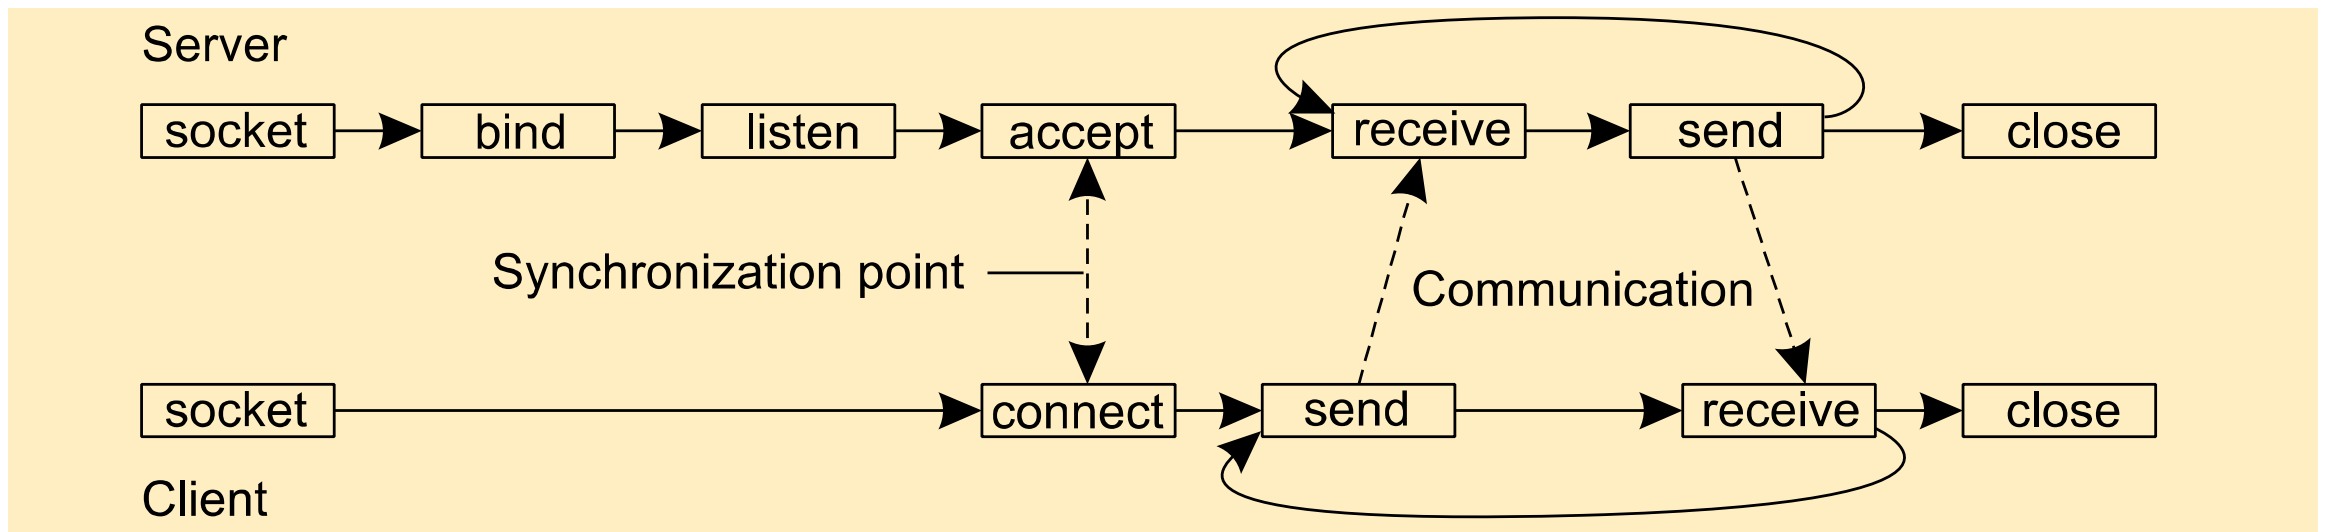 Server
socket bind listen accept receive send close
Synchronization point
Communication
socket connect send receive close
Client